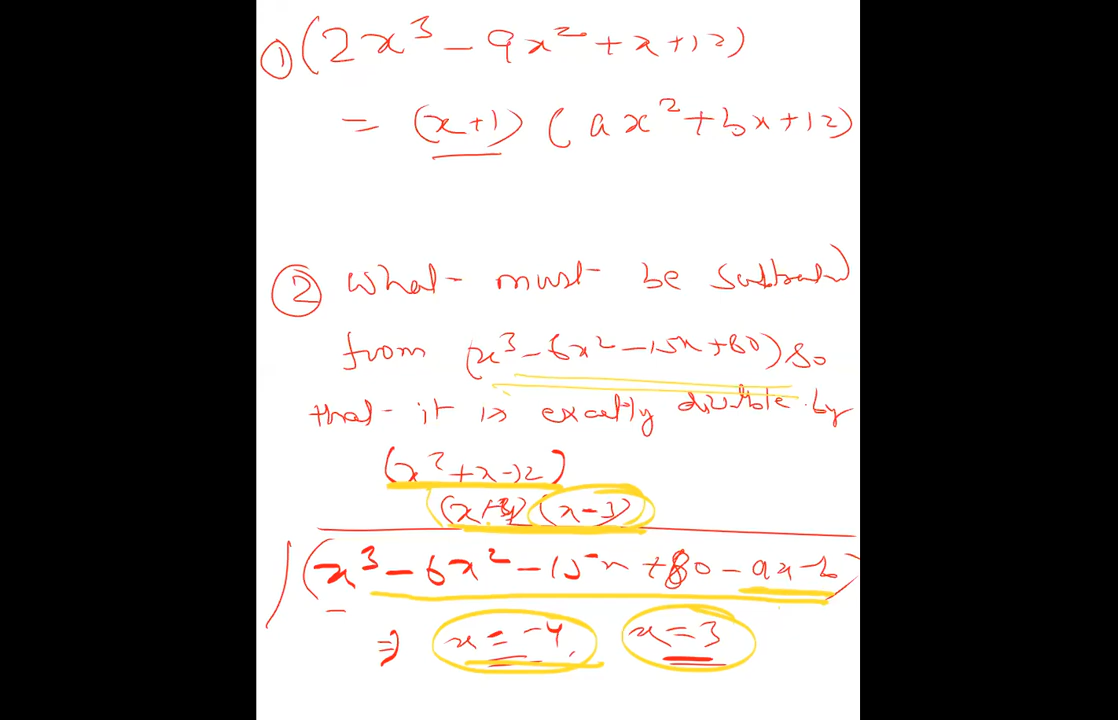 ① (2x³ - 9x² + x + 12)
= (x+1) (ax² + bx + 12)
② What must be subtract
from (x³ - 6x² - 15x + 80) so
that it is exactly divisible by
(x² + x - 12)
(x+4) (x-3)
(x³ - 6x² - 15x + 80 - ax - b)
⇒ x = -4, x = 3